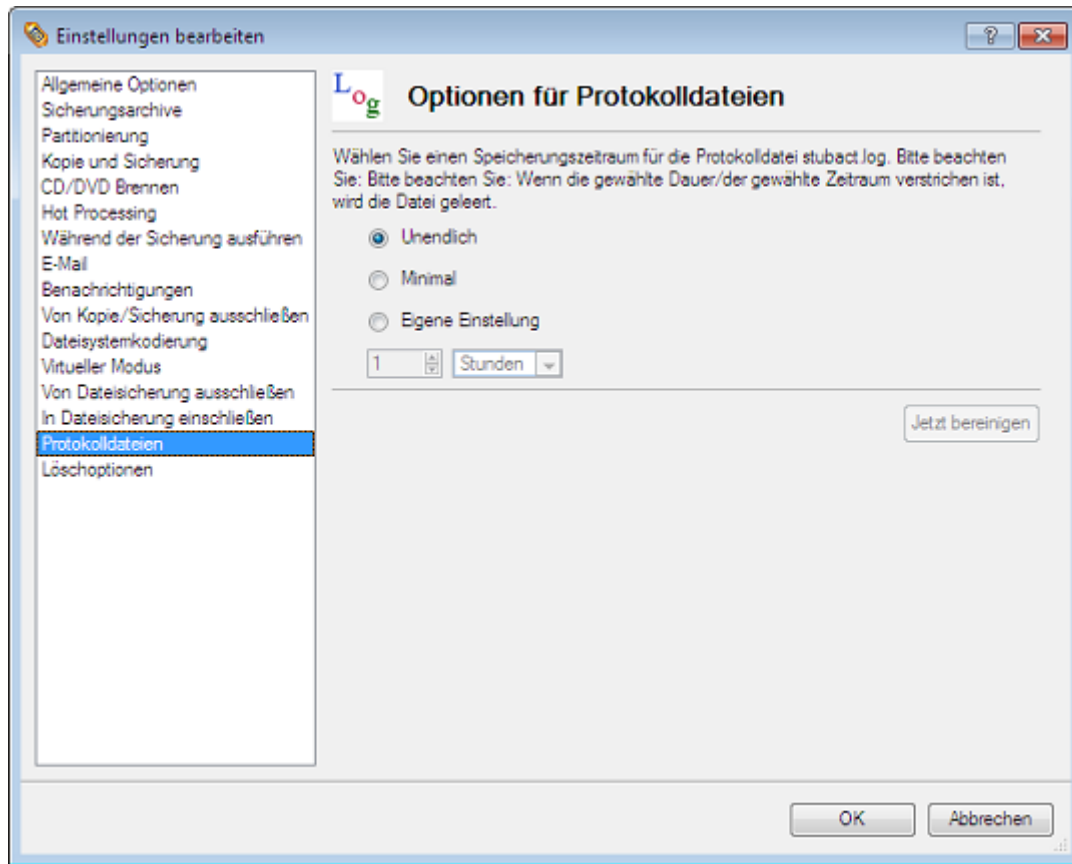 Einstellungen bearbeiten
?
Allgemeine Optionen
Sicherungsarchive
Partitionierung
Kopie und Sicherung
CD/DVD Brennen
Hot Processing
Während der Sicherung ausführen
E-Mail
Benachrichtigungen
Von Kopie/Sicherung ausschließen
Dateisystemkodierung
Virtueller Modus
Von Dateisicherung ausschließen
In Dateisicherung einschließen
Protokolldateien
Löschoptionen
Log
Optionen für Protokolldateien
Wählen Sie einen Speicherungszeitraum für die Protokolldatei stubact.log. Bitte beachten
Sie: Bitte beachten Sie: Wenn die gewählte Dauer/der gewählte Zeitraum verstrichen ist,
wird die Datei geleert.
Unendlich
Minimal
Eigene Einstellung
1 Stunden
Jetzt bereinigen
OK Abbrechen